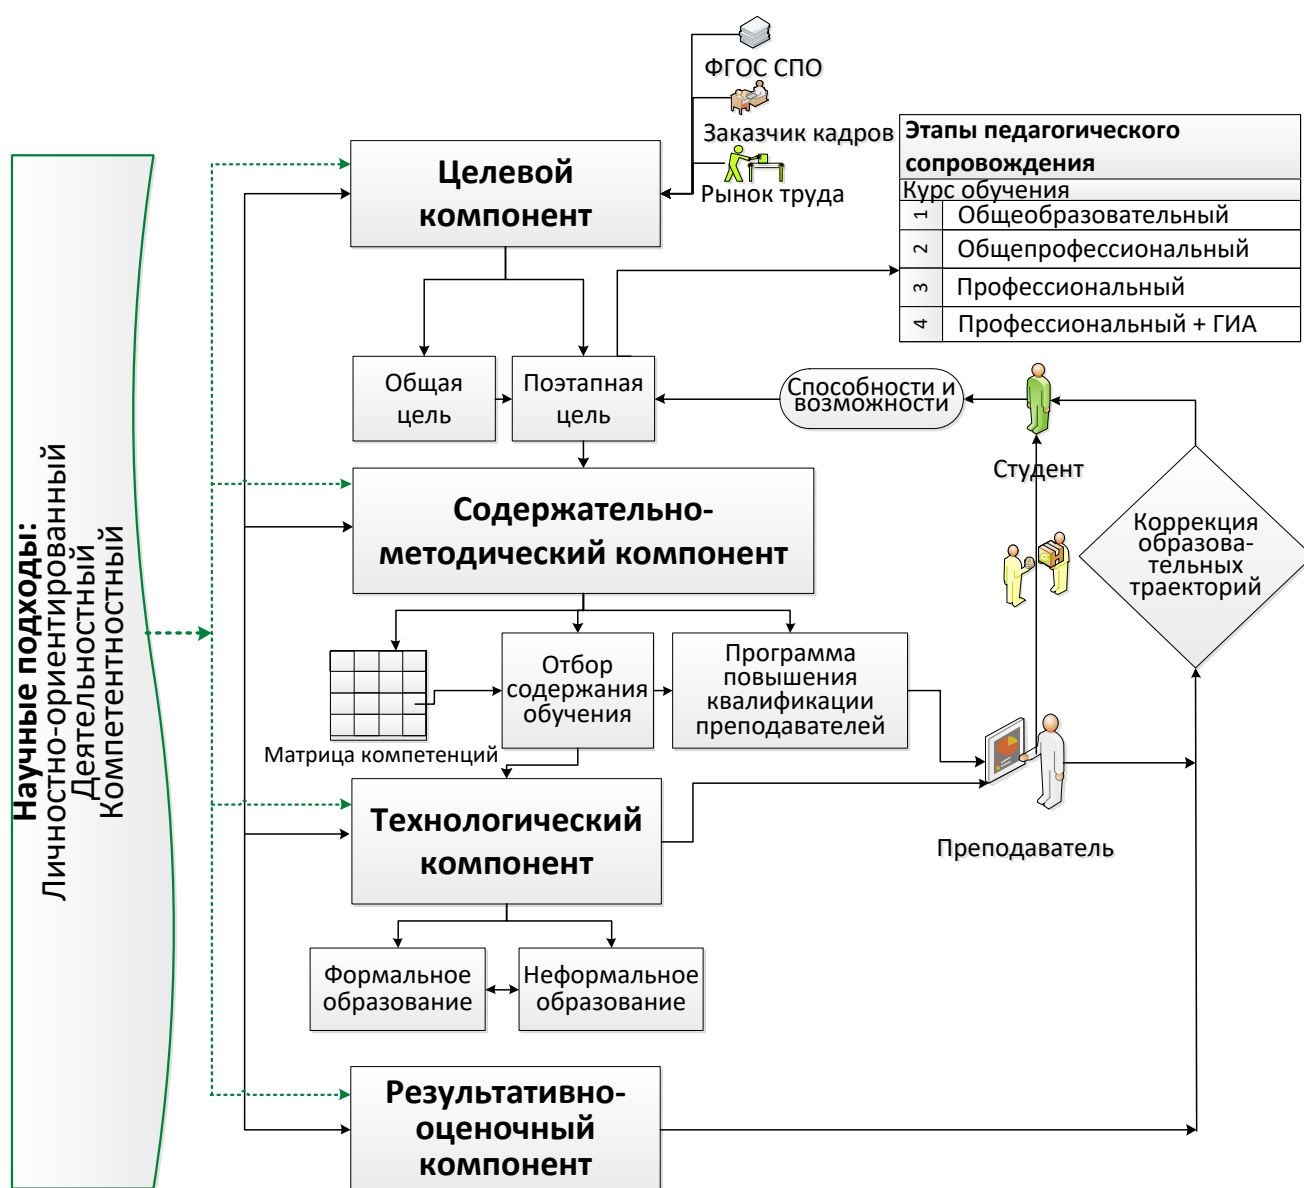 ФГОС СПО
Заказчик кадров
Рынок труда
Этапы педагогического
сопровождения
Курс обучения
1 Общеобразовательный
2 Общепрофессиональный
3 Профессиональный
4 Профессиональный + ГИА
Научные подходы:
Личностно-ориентированный
Деятельностный
Компетентностный
Целевой
компонент
Общая
цель
Поэтапная
цель
Способности и
возможности
Студент
Содержательно-
методический компонент
Коррекция
образова-
тельных
траекторий
Матрица компетенций
Отбор
содержания
обучения
Программа
повышения
квалификации
преподавателей
Преподаватель
Технологический
компонент
Формальное
образование
Неформальное
образование
Результативно-
оценочный
компонент